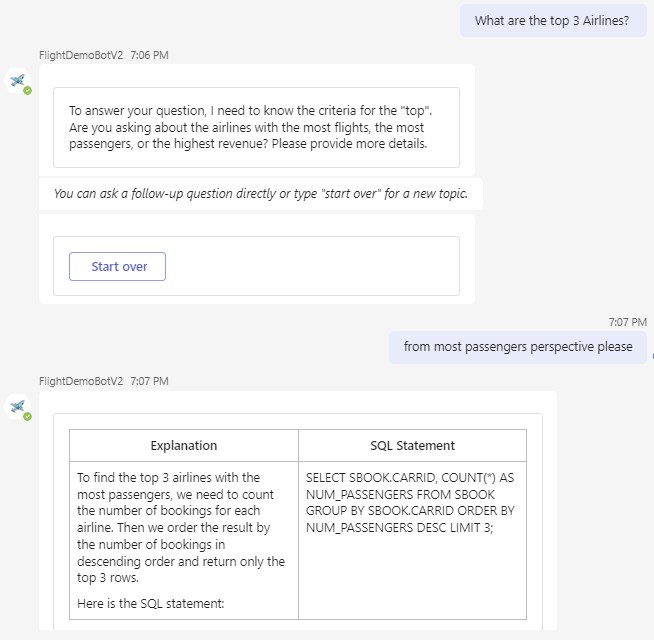 What are the top 3 Airlines?
FlightDemoBotV2 7:06 PM
To answer your question, I need to know the criteria for the "top".
Are you asking about the airlines with the most flights, the most
passengers, or the highest revenue? Please provide more details.
You can ask a follow-up question directly or type "start over" for a new topic.
Start over
7:07 PM
from most passengers perspective please
FlightDemoBotV2 7:07 PM
Explanation
SQL Statement
To find the top 3 airlines with the
most passengers, we need to count
the number of bookings for each
airline. Then we order the result by
the number of bookings in
descending order and return only the
top 3 rows.
Here is the SQL statement:
SELECT SBOOK.CARRID, COUNT(*) AS
NUM_PASSENGERS FROM SBOOK
GROUP BY SBOOK.CARRID ORDER BY
NUM_PASSENGERS DESC LIMIT 3;